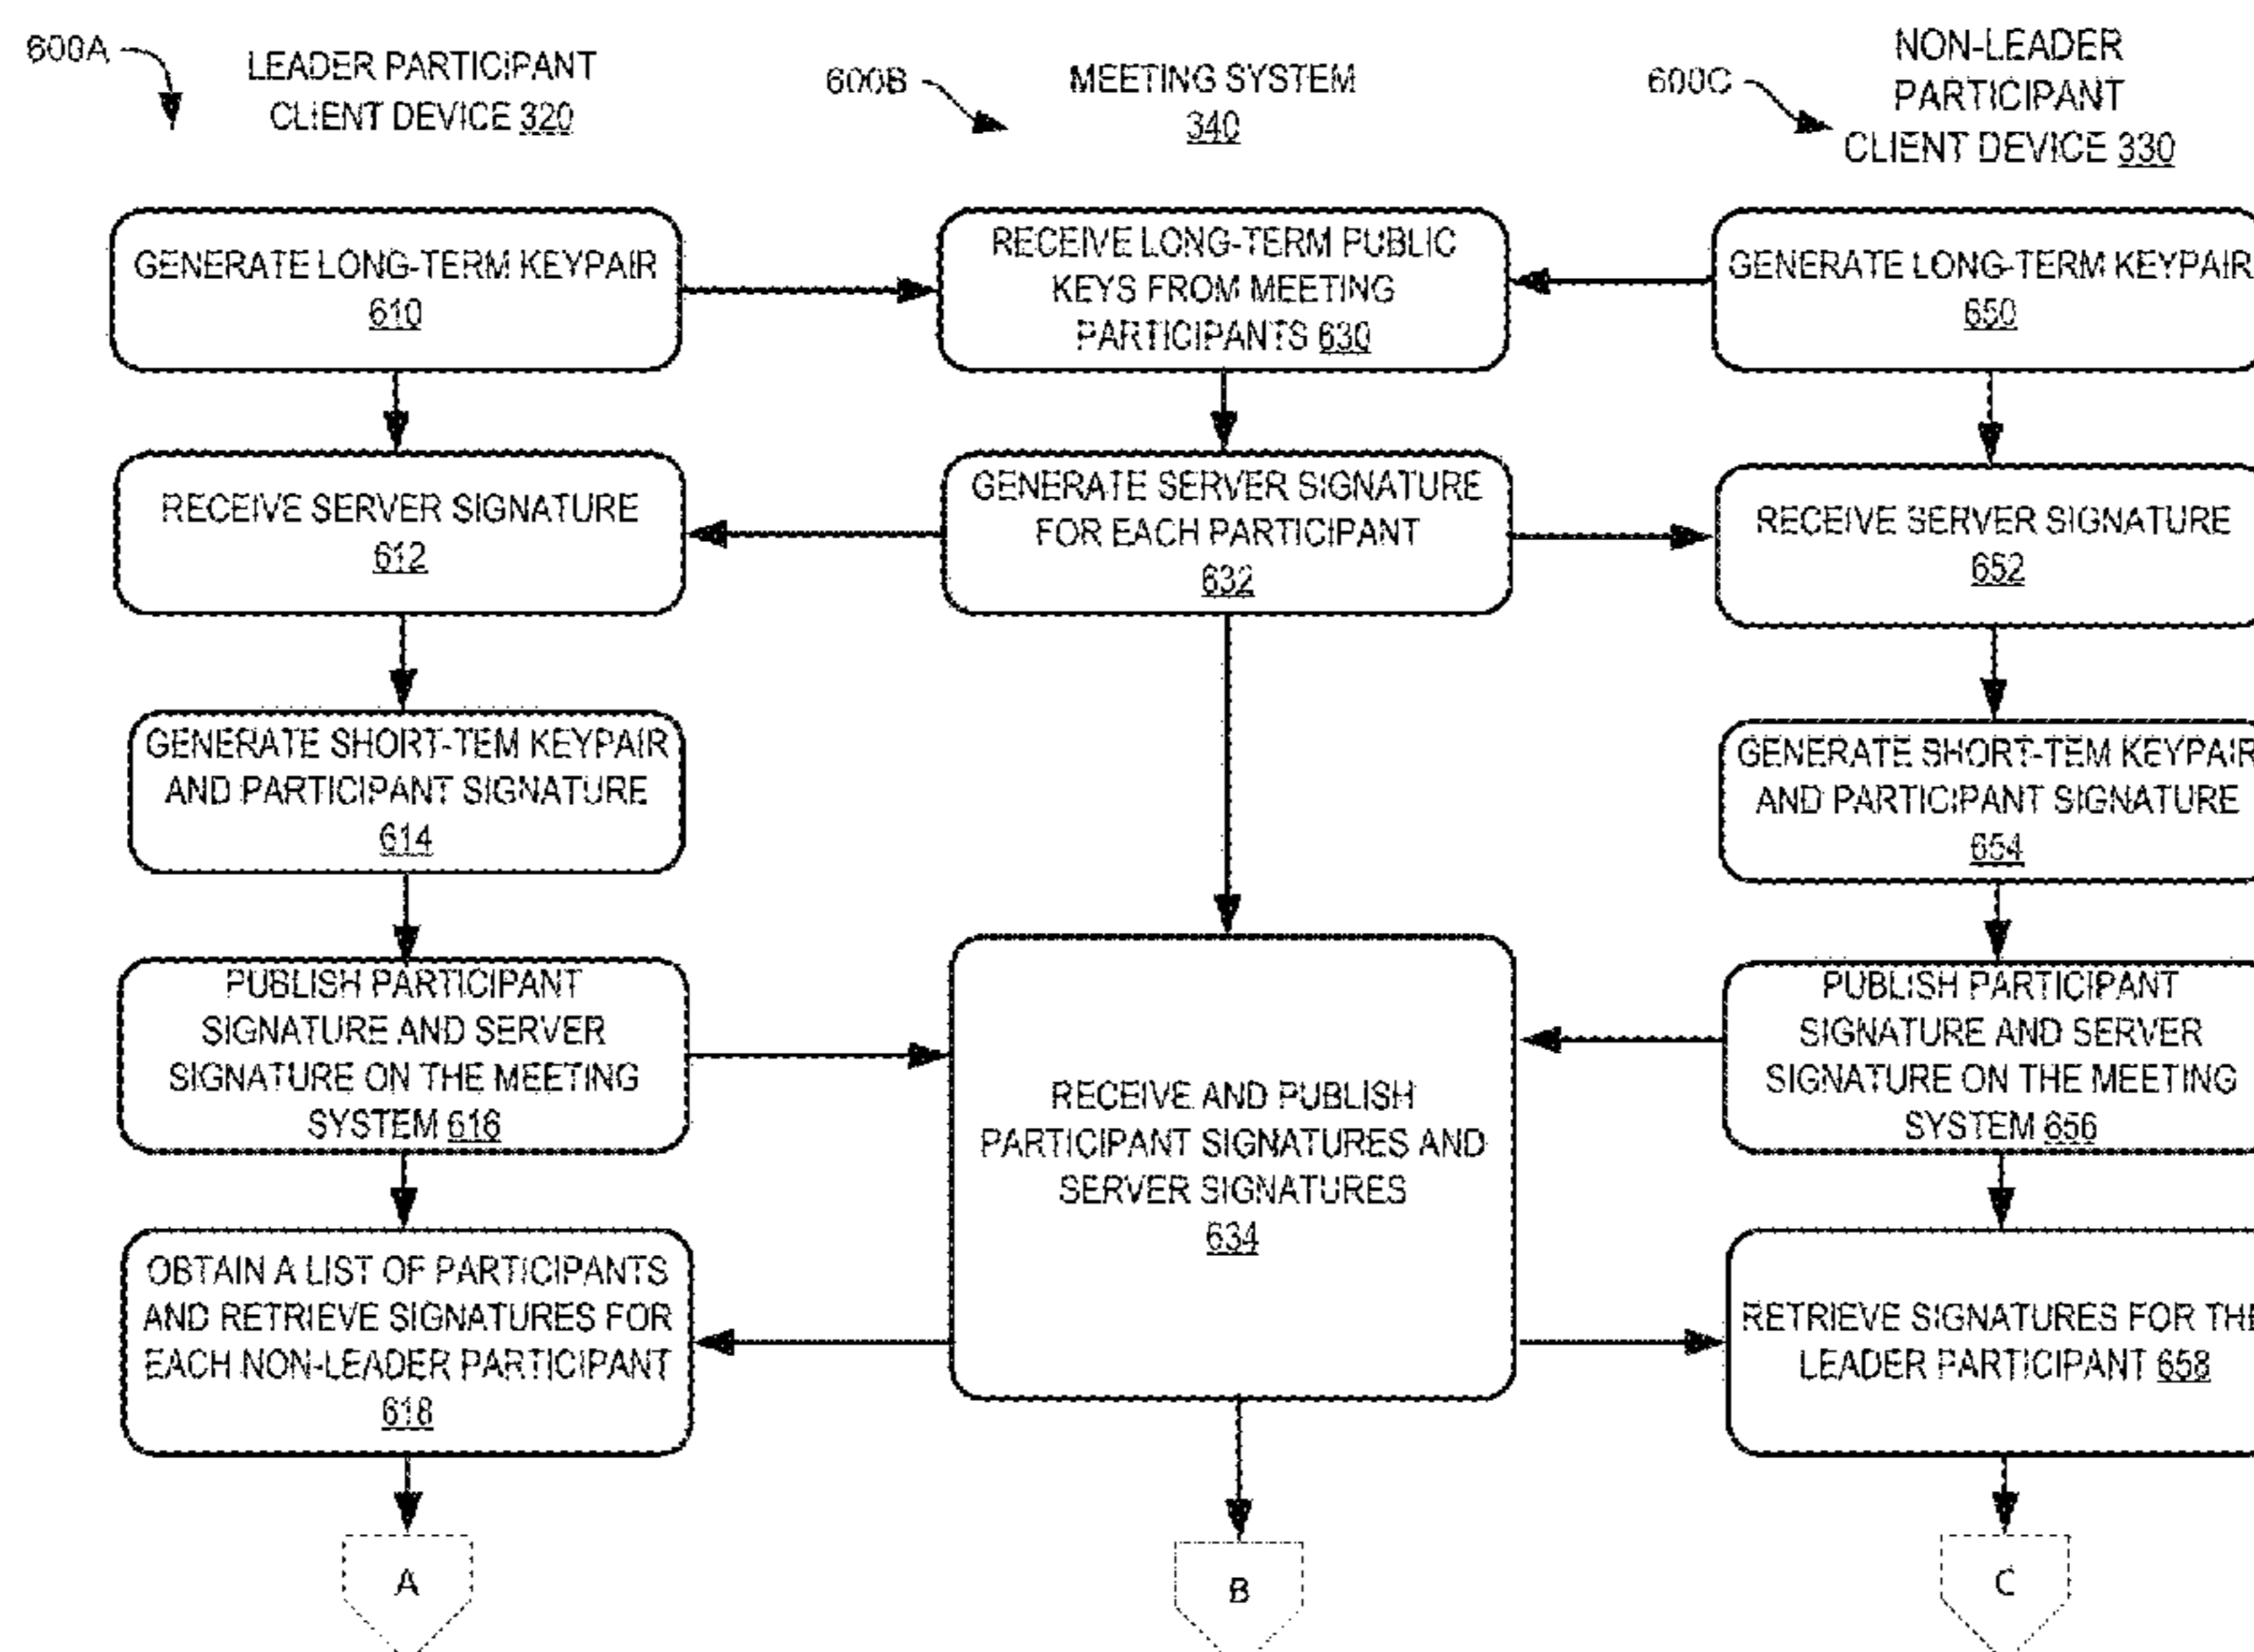 600A
LEADER PARTICIPANT
CLIENT DEVICE 320
600B
MEETING SYSTEM
340
600C
NON-LEADER
PARTICIPANT
CLIENT DEVICE 330
GENERATE LONG-TERM KEYPAIR
610
RECEIVE LONG-TERM PUBLIC
KEYS FROM MEETING
PARTICIPANTS 630
GENERATE LONG-TERM KEYPAIR
650
RECEIVE SERVER SIGNATURE
612
GENERATE SERVER SIGNATURE
FOR EACH PARTICIPANT
632
RECEIVE SERVER SIGNATURE
652
GENERATE SHORT-TEM KEYPAIR
AND PARTICIPANT SIGNATURE
614
GENERATE SHORT-TEM KEYPAIR
AND PARTICIPANT SIGNATURE
654
PUBLISH PARTICIPANT
SIGNATURE AND SERVER
SIGNATURE ON THE MEETING
SYSTEM 616
RECEIVE AND PUBLISH
PARTICIPANT SIGNATURES AND
SERVER SIGNATURES
634
PUBLISH PARTICIPANT
SIGNATURE AND SERVER
SIGNATURE ON THE MEETING
SYSTEM 656
OBTAIN A LIST OF PARTICIPANTS
AND RETRIEVE SIGNATURES FOR
EACH NON-LEADER PARTICIPANT
618
RETRIEVE SIGNATURES FOR THE
LEADER PARTICIPANT 658
A
B
C